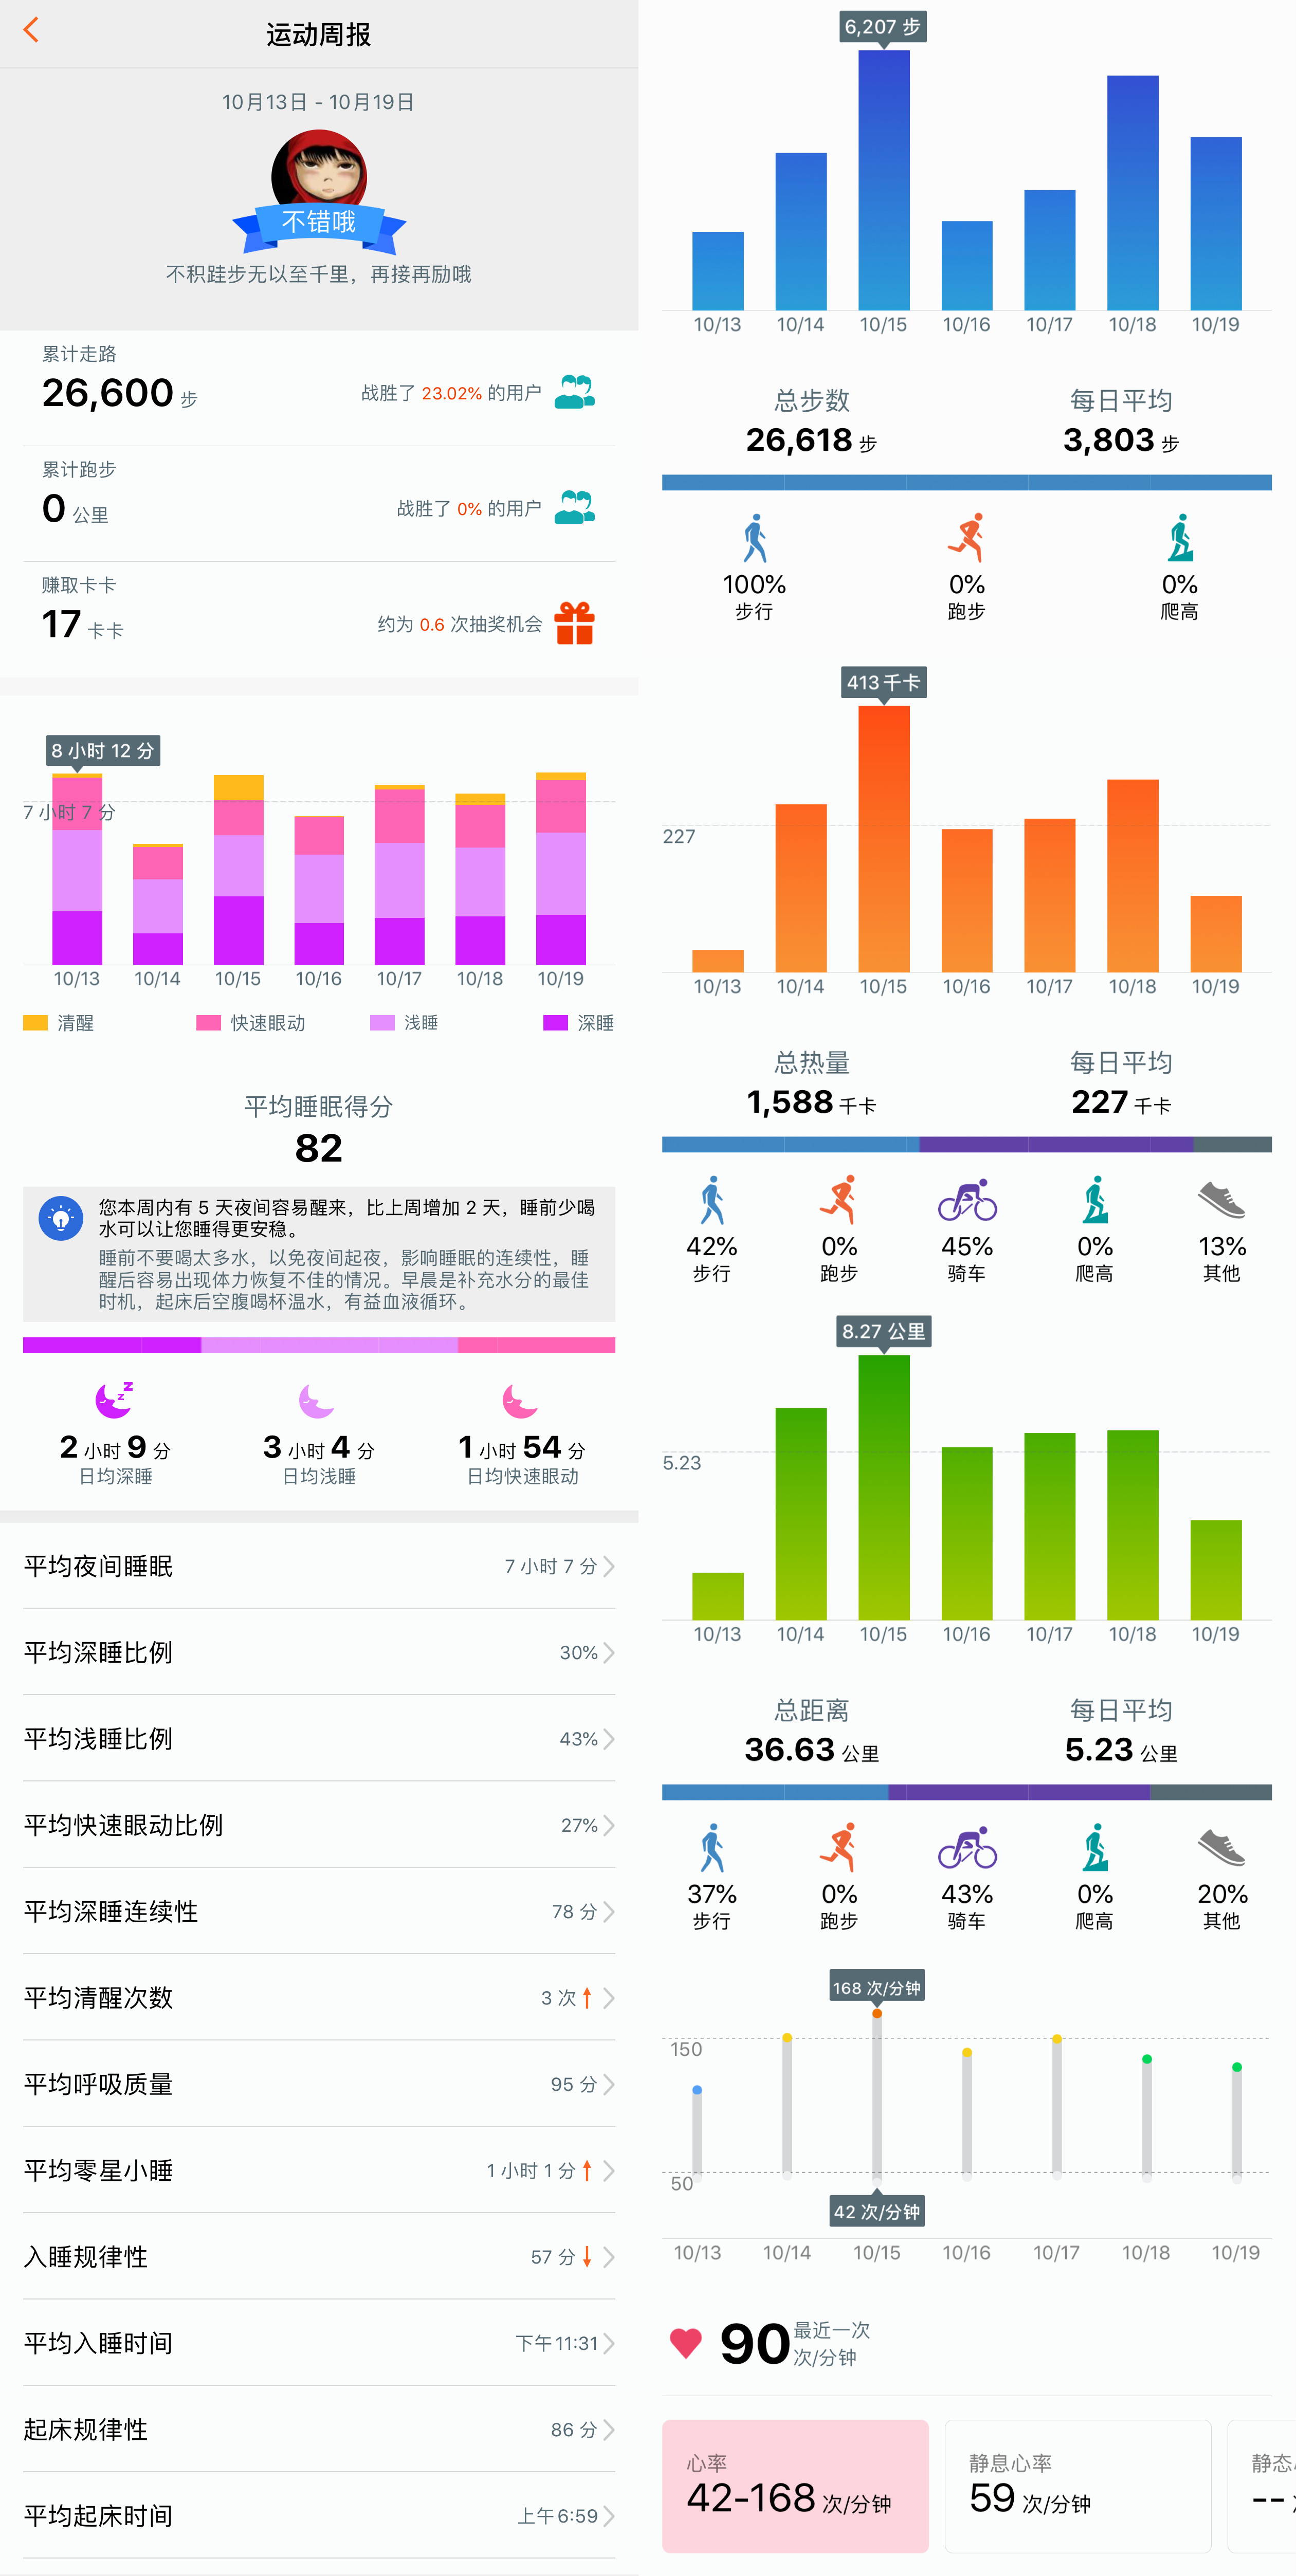 运动周报
10月13日 - 10月19日
不错哦
不积跬步无以至千里，再接再励哦
累计走路
26,600 步
战胜了 23.02% 的用户
累计跑步
0 公里
战胜了 0% 的用户
赚取卡卡
17 卡卡
约为 0.6 次抽奖机会
8 小时 12 分
7 小时 7 分
10/13 10/14 10/15 10/16 10/17 10/18 10/19
清醒 快速眼动 浅睡 深睡
平均睡眠得分
82
您本周内有 5 天夜间容易醒来，比上周增加 2 天，睡前少喝
水可以让您睡得更安稳。
睡前不要喝太多水，以免夜间起夜，影响睡眠的连续性，睡
醒后容易出现体力恢复不佳的情况。早晨是补充水分的最佳
时机，起床后空腹喝杯温水，有益血液循环。
z z
2 小时 9 分 3 小时 4 分 1 小时 54 分
日均深睡 日均浅睡 日均快速眼动
平均夜间睡眠 7 小时 7 分
平均深睡比例 30%
平均浅睡比例 43%
平均快速眼动比例 27%
平均深睡连续性 78 分
平均清醒次数 3 次
平均呼吸质量 95 分
平均零星小睡 1 小时 1 分
入睡规律性 57 分
平均入睡时间 下午11:31
起床规律性 86 分
平均起床时间 上午6:59
6,207 步
10/13 10/14 10/15 10/16 10/17 10/18 10/19
总步数 每日平均
26,618 步 3,803 步
100% 0% 0%
步行 跑步 爬高
413千卡
227
10/13 10/14 10/15 10/16 10/17 10/18 10/19
总热量 每日平均
1,588 千卡 227 千卡
42% 0% 45% 0% 13%
步行 跑步 骑车 爬高 其他
8.27 公里
5.23
10/13 10/14 10/15 10/16 10/17 10/18 10/19
总距离 每日平均
36.63 公里 5.23 公里
37% 0% 43% 0% 20%
步行 跑步 骑车 爬高 其他
168 次/分钟
150
50
42 次/分钟
10/13 10/14 10/15 10/16 10/17 10/18 10/19
90 最近一次
次/分钟
心率 静息心率 静态
42-168 次/分钟 59 次/分钟 --